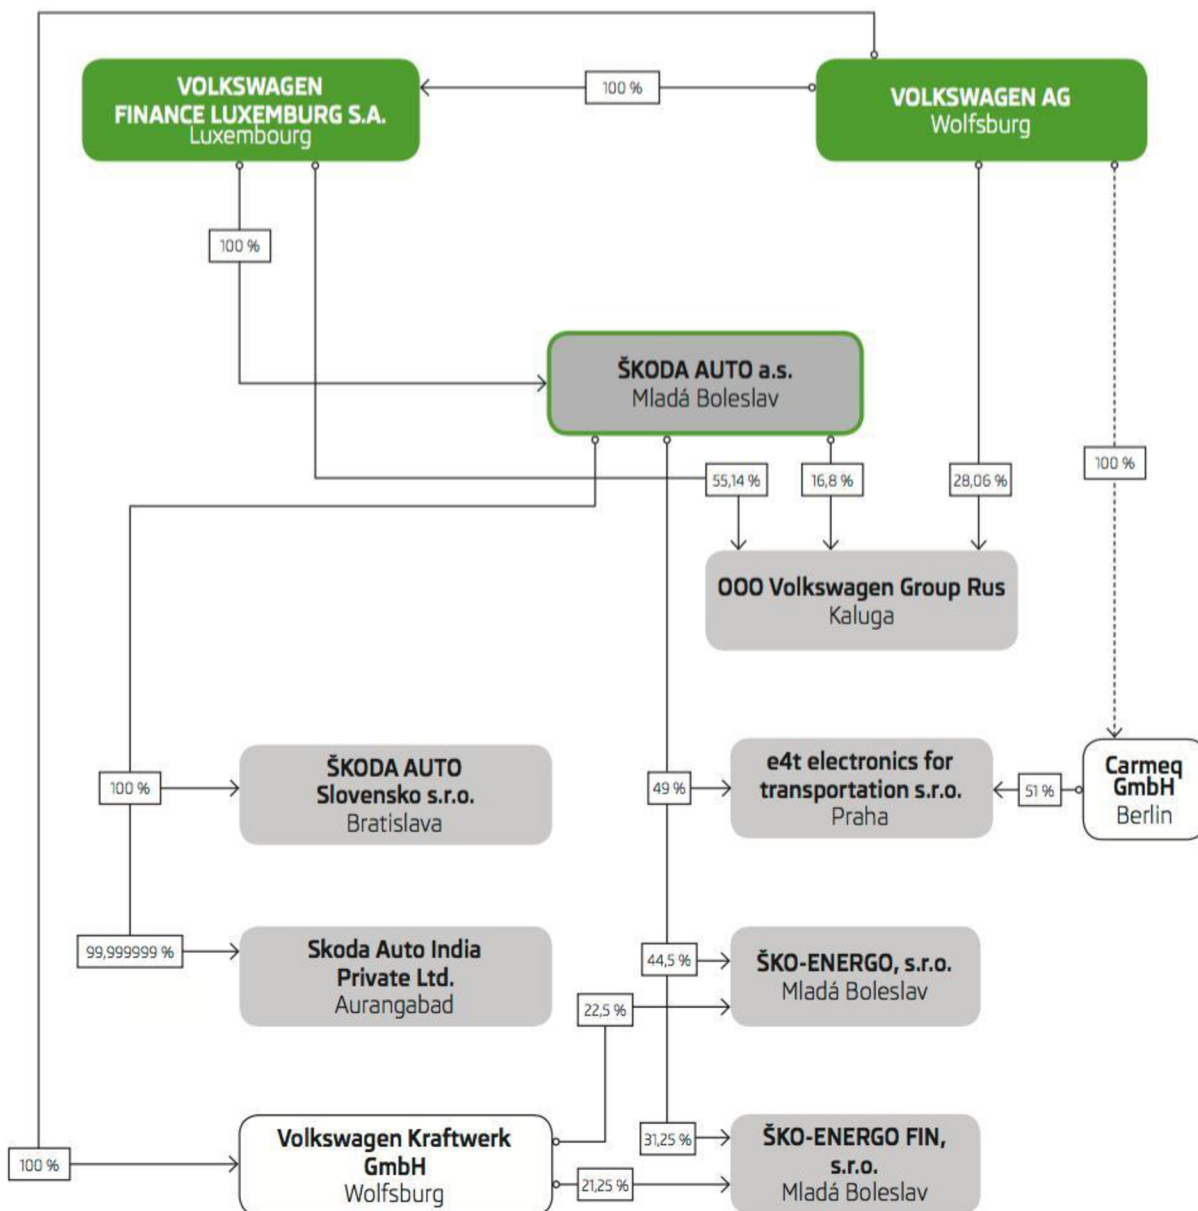 VOLKSWAGEN
FINANCE LUXEMBURG S.A.
Luxembourg
100 %
VOLKSWAGEN AG
Wolfsburg
100 %
ŠKODA AUTO a.s.
Mladá Boleslav
100 %
55,14 %
16,8 %
28,06 %
OOO Volkswagen Group Rus
Kaluga
100 %
ŠKODA AUTO
Slovensko s.r.o.
Bratislava
49 %
e4t electronics for
transportation s.r.o.
Praha
51 %
Carmeq
GmbH
Berlin
99,999999 %
Skoda Auto India
Private Ltd.
Aurangabad
44,5 %
ŠKO-ENERGO, s.r.o.
Mladá Boleslav
22,5 %
100 %
Volkswagen Kraftwerk
GmbH
Wolfsburg
31,25 %
21,25 %
ŠKO-ENERGO FIN,
s.r.o.
Mladá Boleslav